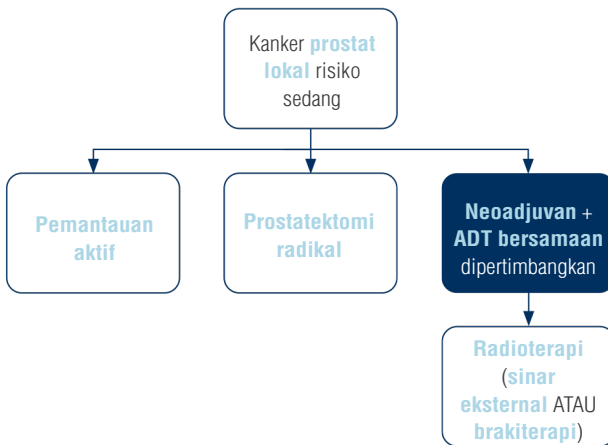 Kanker prostat
lokal risiko
sedang
Pemantauan
aktif
Prostatektomi
radikal
Neoadjuvan +
ADT bersamaan
dipertimbangkan
Radioterapi
(sinar
eksternal ATAU
brakiterapi)